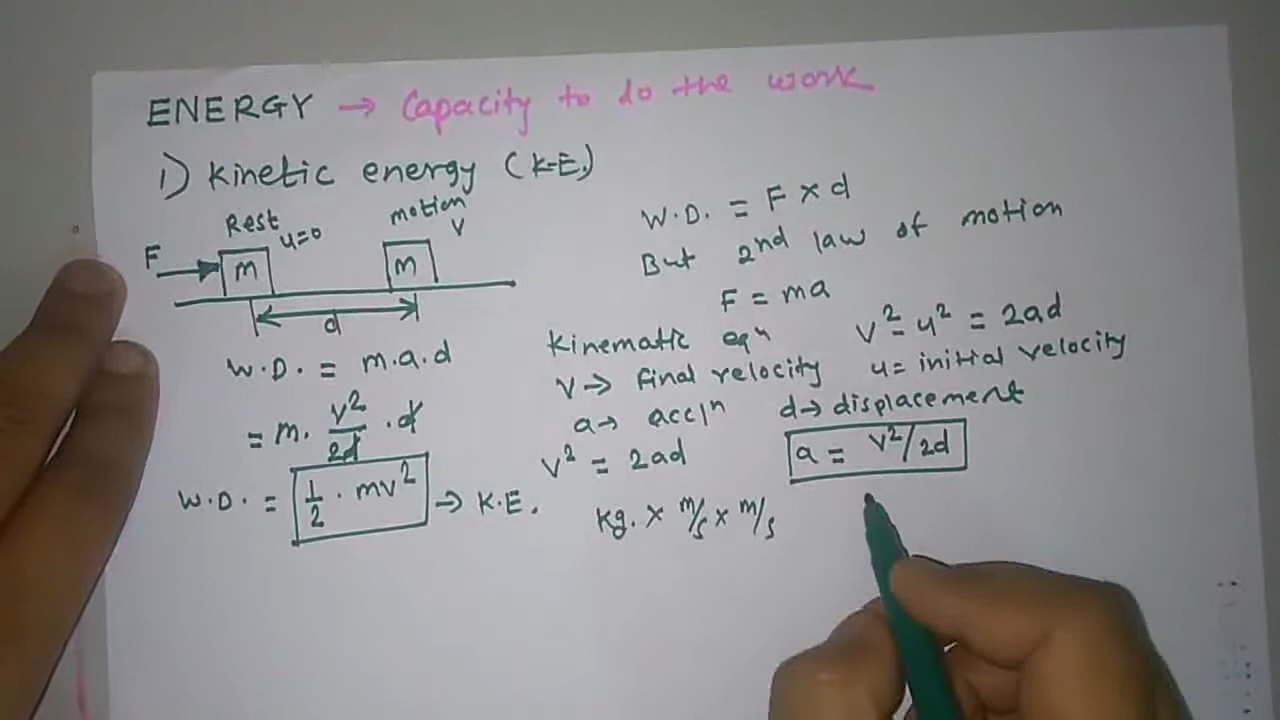 ENERGY → Capacity to do the work
1) Kinetic energy (K.E.)
Rest
u=0
motion
v
F
m
m
d
W.D. = m.a.d
= m. v²/2d . d
W.D. = 1/2 . mv² → K.E.
W.D. = F × d
But 2nd law of motion
F = ma
Kinematic eqⁿ v² - u² = 2ad
v → final velocity u = initial velocity
a → acclⁿ d → displacement
v² = 2ad a = v²/2d
kg. × m/s × m/s